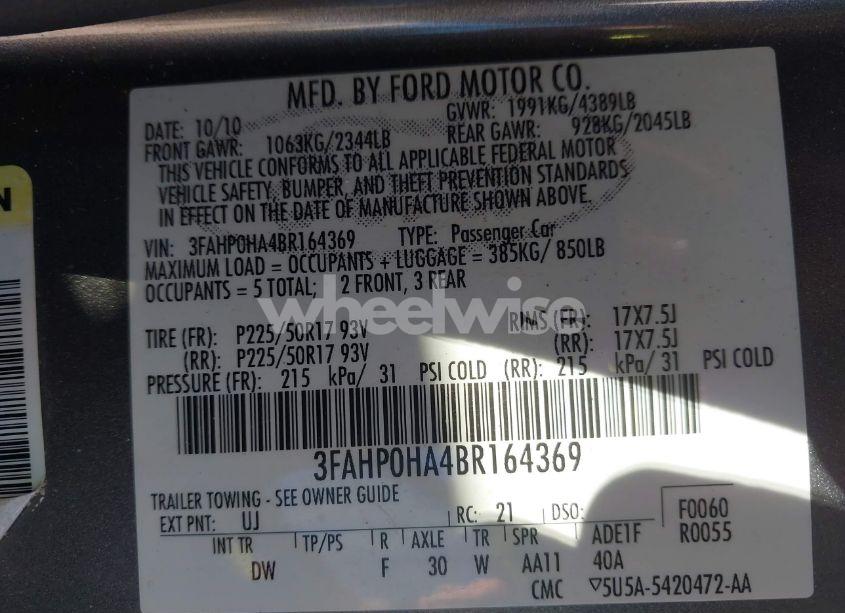 MFD. BY FORD MOTOR CO.
DATE: 10/10 GVWR: 1991KG/4389LB
FRONT GAWR: 1063KG/2344LB REAR GAWR: 928KG/2045LB
THIS VEHICLE CONFORMS TO ALL APPLICABLE FEDERAL MOTOR
VEHICLE SAFETY, BUMPER, AND THEFT PREVENTION STANDARDS
IN EFFECT ON THE DATE OF MANUFACTURE SHOWN ABOVE.
VIN: 3FAHP0HA4BR164369 TYPE: Passenger Car
MAXIMUM LOAD = OCCUPANTS + LUGGAGE = 385KG/ 850LB
OCCUPANTS = 5 TOTAL; 2 FRONT, 3 REAR
wheelwise
TIRE (FR): P225/50R17 93V RIMS (FR): 17X7.5J
(RR): P225/50R17 93V (RR): 17X7.5J
PRESSURE (FR): 215 kPa/ 31 PSI COLD (RR): 215 kPa/ 31 PSI COLD
3FAHP0HA4BR164369
TRAILER TOWING - SEE OWNER GUIDE
EXT PNT: UJ RC: 21 DSO: F0060
INT TR TP/PS R AXLE TR SPR ADE1F R0055
DW F 30 W AA11 40A
CMC ▽5U5A-5420472-AA
N